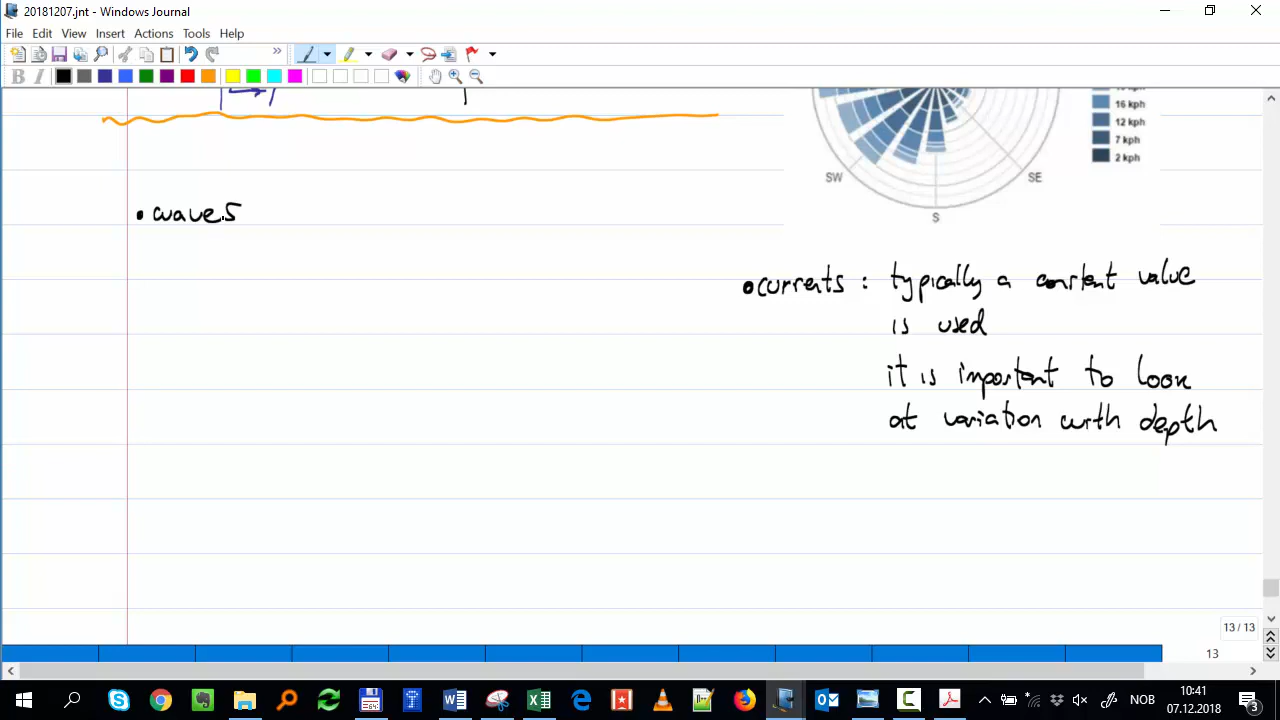 20181207.jnt - Windows Journal
File Edit View Insert Actions Tools Help
B I
16 kph
12 kph
7 kph
2 kph
SW
SE
S
• waves
• currents : typically a constant value
is used
it is important to look
at variation with depth
13 / 13
13
NOB
10:41
07.12.2018
3